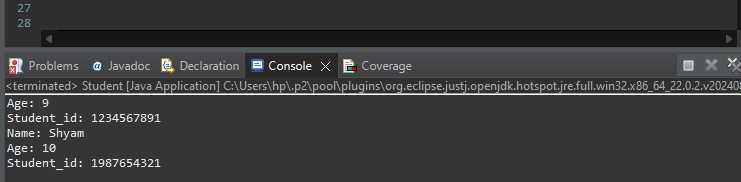 27
28
Problems Javadoc Declaration Console Coverage
<terminated> Student [Java Application] C:\Users\hp\.p2\pool\plugins\org.eclipse.justj.openjdk.hotspot.jre.full.win32.x86_64_22.0.2.v202408
Age: 9
Student_id: 1234567891
Name: Shyam
Age: 10
Student_id: 1987654321